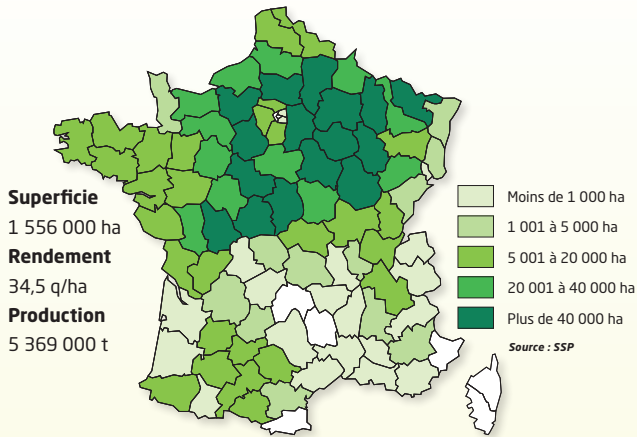 Superficie
1 556 000 ha
Rendement
34,5 q/ha
Production
5 369 000 t
Moins de 1 000 ha
1 001 à 5 000 ha
5 001 à 20 000 ha
20 001 à 40 000 ha
Plus de 40 000 ha
Source : SSP